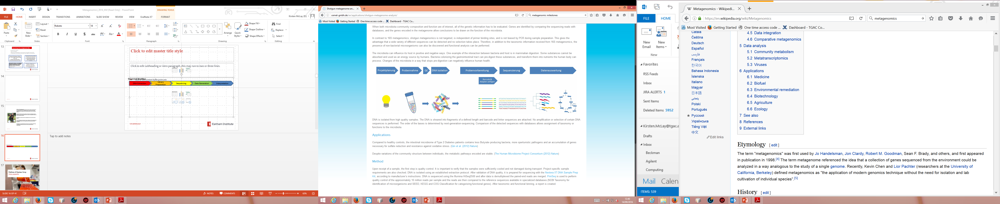 Metagenomics_2016_KM [Read-Only] - PowerPoint
DRAWING TOOLS
FILE HOME INSERT DESIGN TRANSITIONS ANIMATIONS SLIDE SHOW REVIEW VIEW EndNote X7 FORMAT
Kirsten McLay (EI)
Paste
New Slide
Layout
Reset
Section
Roboto 18
Arrange
Quick Styles
Shape Fill
Shape Outline
Shape Effects
Find
Replace
Select
Clipboard Slides Font Paragraph Drawing Editing
13
14
15
16
17
Click to edit master title style
Click to edit subheading or intro paragraph, this may run to two or three lines.
Suggested Workflow
DNA Extraction
Library Preparation
Sequencing
Data Generation
Interpretation
Earlham Institute
Tap to add notes
SLIDE 16 OF 41
NOTES COMMENTS 63%
Shotgun metagenome an...
cemet-gmbh.de/en/applications/shotgun-metagenome-analysis/
metagenomic milestones
Most Visited Getting Started One time access code ... Dashboard - TGAC Co...
When both microbiota community composition and function are of interest, all of the genetic information has to be evaluated. Genes are identified by comparing the sequencing reads with
databases, and the genes encoded in the metagenome allow conclusions to be drawn on the function of the microbiota.
In contrast to 16S metagenomics, shotgun metagenomics is not targeted, is independent of primer binding sites, and is not biased by PCR during sample preparation. This gives the
advantage that a wide variety of different sequences can be detected and no selection takes place. Therefore, in addition to the taxonomic information received from 16S metagenomics, the
presence of non-bacterial microorganisms can also be discovered and functional analysis can be performed.
The microbiota can influence its host in positive and negative ways. One example of the interaction between bacteria and host is in mammalian digestion. Some substances cannot be
absorbed and used as an energy source by humans. Bacteria colonizing the gastrointestinal tract can pre-digest these substances, and transform them into nutrients the human body can
process. Changes of the microbiota in a way that stops pre-digestion can negatively influence human health.
Projektplanung Probennahme QC DNA Isolation Probenvorbereitung Sequenzierung Datenauswertung
Barcode &
Adapter anfügen
DNA is isolated from high quality samples. The DNA is sheared into fragments of a defined length and barcode and linker sequences are attached. No amplification or selection of certain DNA
sequences is performed. The order of the bases is determined by next-generation-sequencing. Comparison of the detected sequences with databases allows assignment of taxonomy or
functions to the microbiota.
Applications
Compared to healthy controls, the intestinal microbiome of Type 2 Diabetes patients contains less Butyrate producing bacteria, more opertunistic pathogens and an accumulation of genes
necessary for sulfate reduction and resistance against oxidative stress. (Qin et al. (2012) Nature)
Despite variations of the community structure between individuals, the metabolic pathways encoded are stable. (The Human Microbiome Project Consortium (2012) Nature)
Method
Upon receipt of a sample, the first step is quality control. It is important to verify that the samples were sufficiently cooled and not damaged during transport. Project-specific sample
requirements are also checked. DNA is isolated using an established extraction protocol. After validation of DNA quality, it is prepared for sequencing with the Nextera XT DNA Sample Prep
Kit, according to manufacturer's instructions. DNA is sequenced using the Illumina HiSeq2500 and after data is demultiplexed the paired-end reads are merged. PrinSeq is used to perform
quality control of the approximately 10 million reads per sample and the reads are then compared to the reference sequences available in specialized databases (NCBI Taxonomy for
identification of microorganisms and SEED, KEGG and COG Classification for categorizing functional genes). After taxonomic and functional binning, a report is created.
12:40
14/09/2016
FILE HOME
New Email
New Items
New
Favorites
RSS Feeds
Inbox
JIRA ALERTS 1
Sent Items
Deleted Items 5952
Kirsten.McLay@tgac.a
Drafts
Inbox
Beckman
Agilent
Computing
Mail Calen
ITEMS: 539
Metagenomics - Wikipedi...
https://en.wikipedia.org/wiki/Metagenomics
metagenomics
Most Visited Getting Started One time access code ... Dashboard - TGAC Co...
Català
Čeština
Deutsch
Español
فارسی
Français
한국어
Bahasa Indonesia
Íslenska
Italiano
Magyar
日本語
پنجابی
Polski
Português
Русский
Українська
Tiếng Việt
中文
Edit links
4.5 Data integration
4.6 Comparative metagenomics
5 Data analysis
5.1 Community metabolism
5.2 Metatranscriptomics
5.3 Viruses
6 Applications
6.1 Medicine
6.2 Biofuel
6.3 Environmental remediation
6.4 Biotechnology
6.5 Agriculture
6.6 Ecology
7 See also
8 References
9 External links
Etymology [ edit ]
The term "metagenomics" was first used by Jo Handelsman, Jon Clardy, Robert M. Goodman, Sean F. Brady, and others, and first appeared
in publication in 1998.[4] The term metagenome referenced the idea that a collection of genes sequenced from the environment could be
analyzed in a way analogous to the study of a single genome. Recently, Kevin Chen and Lior Pachter (researchers at the University of
California, Berkeley) defined metagenomics as "the application of modern genomics technique without the need for isolation and lab
cultivation of individual species".[5]
History [ edit ]